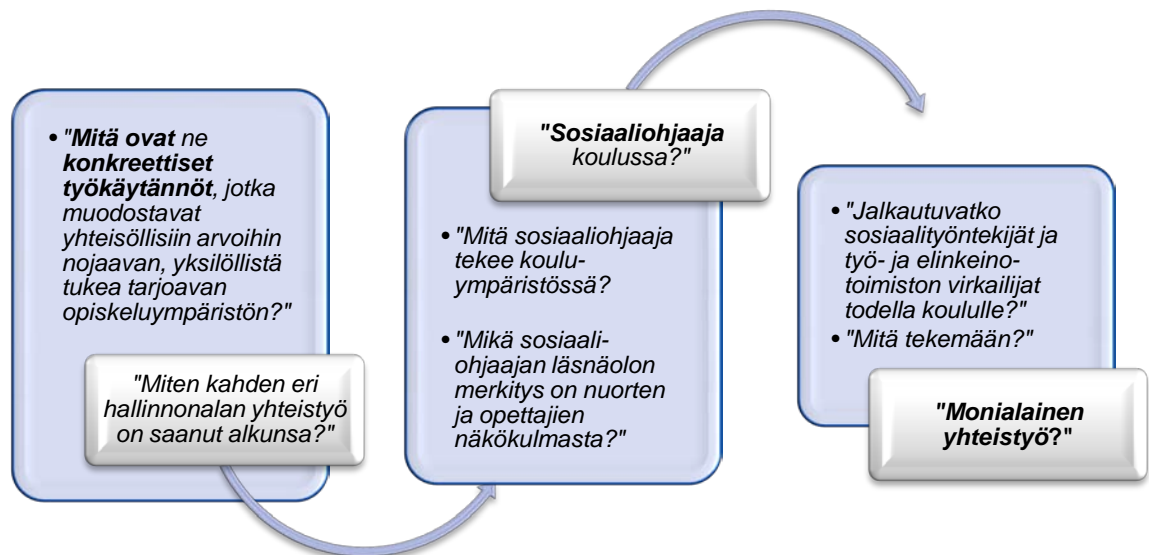 • "Mitä ovat ne
konkreettiset
työkäytännöt, jotka
muodostavat
yhteisöllisiin arvoihin
nojaavan, yksilöllistä
tukea tarjoavan
opiskeluympäristön?"
"Miten kahden eri
hallinnonalan yhteistyö
on saanut alkunsa?"
"Sosiaaliohjaaja
koulussa?"
• "Mitä sosiaaliohjaaja
tekee koulu-
ympäristössä?
• "Mikä sosiaali-
ohjaajan läsnäolon
merkitys on nuorten
ja opettajien
näkökulmasta?"
• "Jalkautuvatko
sosiaalityöntekijät ja
työ- ja elinkeino-
toimiston virkailijat
todella koululle?"
• "Mitä tekemään?"
"Monialainen
yhteistyö?"